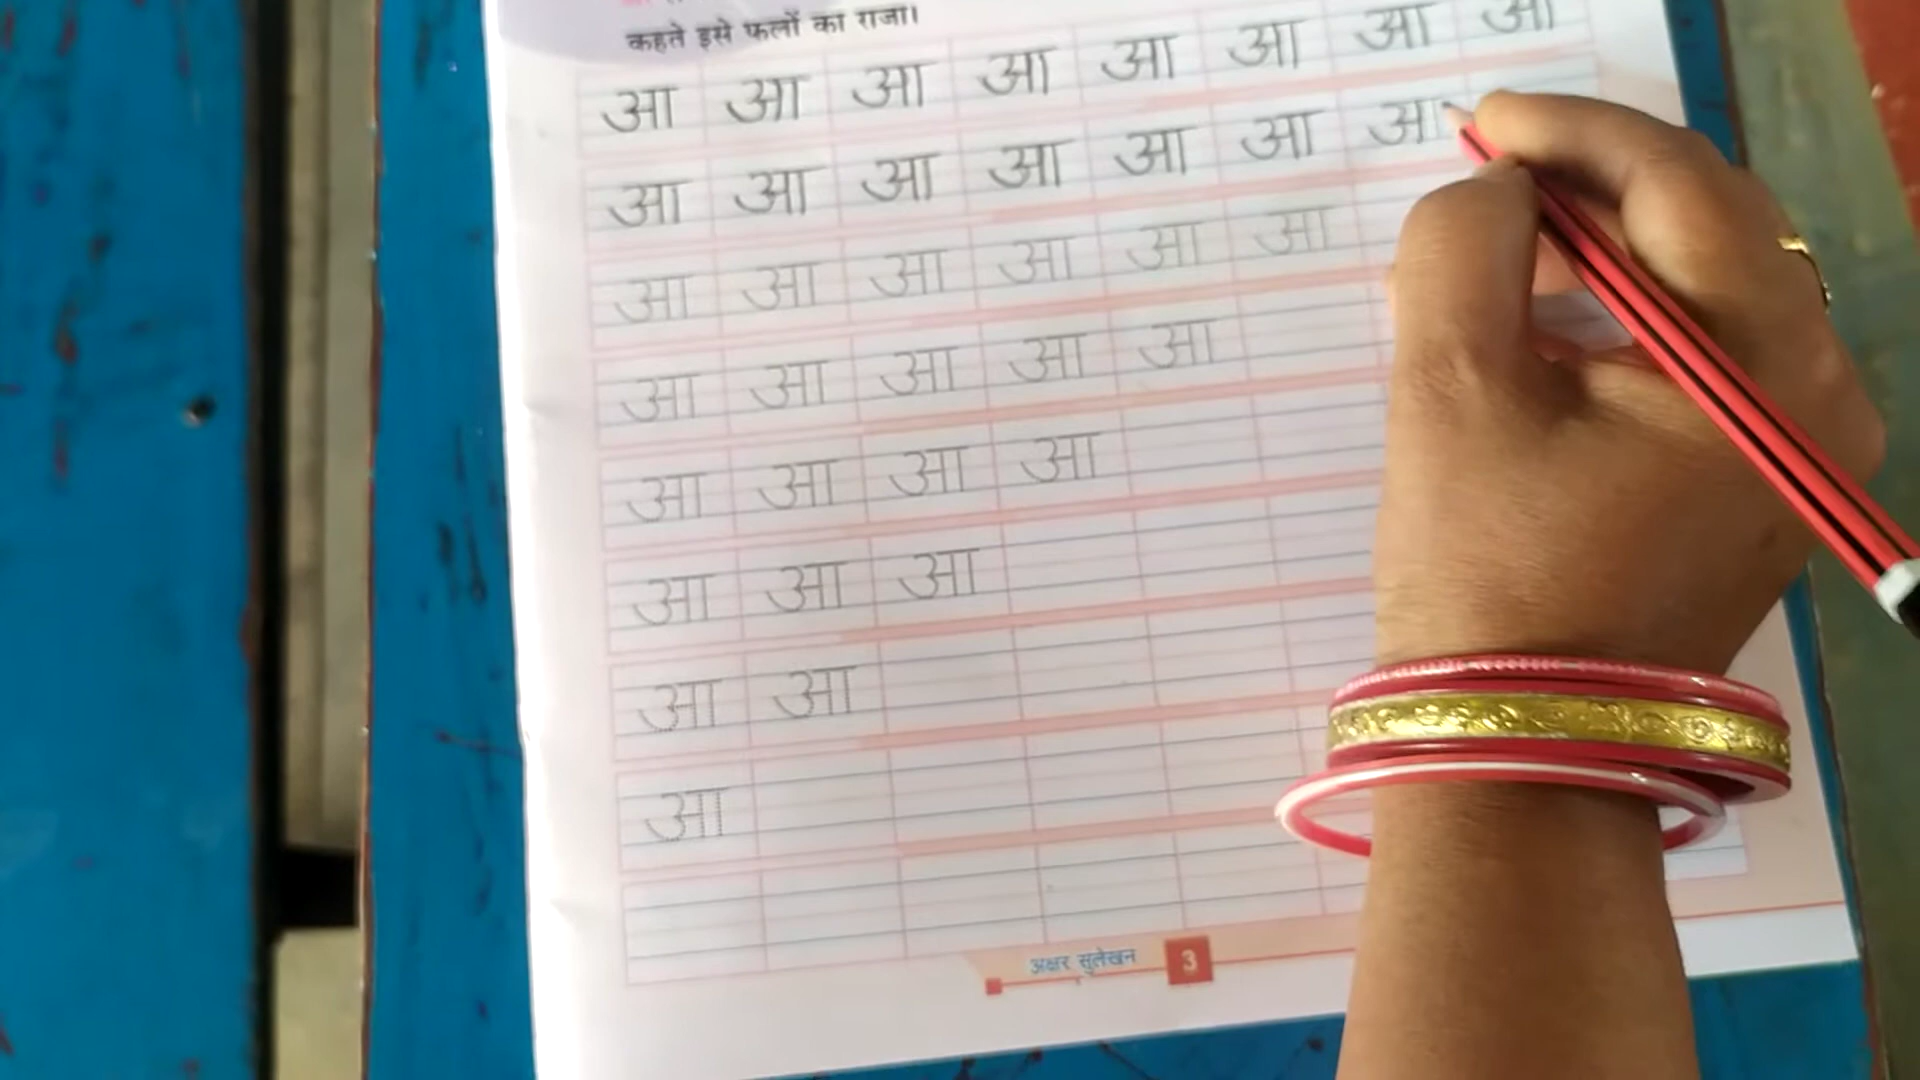 कहते इसे फलों का राजा।
आ आ आ आ आ आ आ आ
आ आ आ आ आ आ आ
आ आ आ आ आ आ
आ आ आ आ आ
आ आ आ आ
आ आ आ
आ आ
आ
अक्षर सुलेखन 3